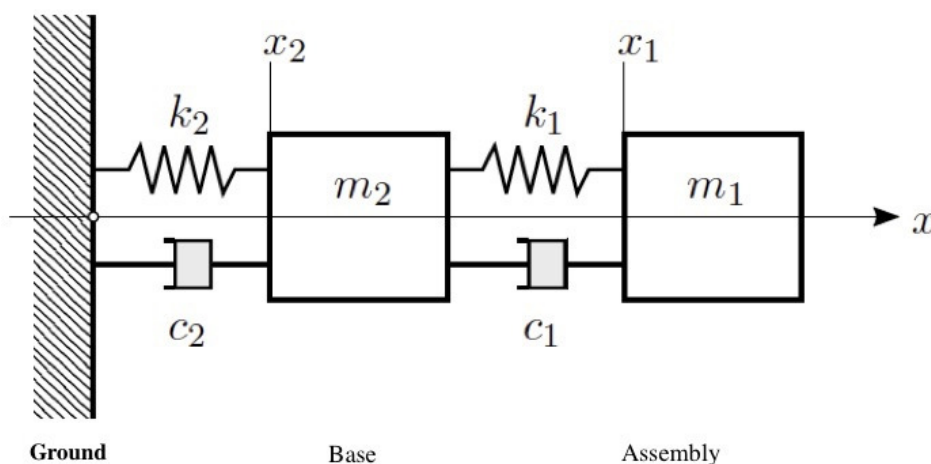 x₂
x₁
k₂
k₁
m₂
m₁
x
c₂
c₁
Ground
Base
Assembly